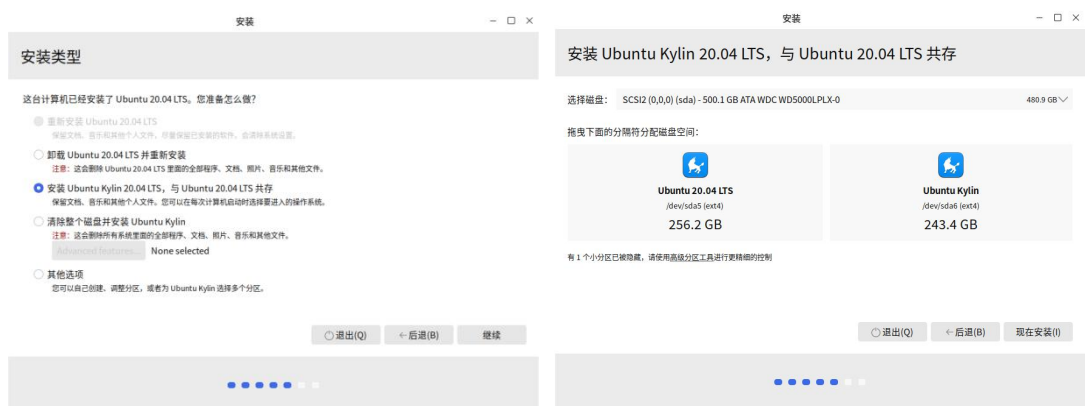 安装
安装类型
这台计算机已经安装了 Ubuntu 20.04 LTS。您准备怎么做?
重新安装 Ubuntu 20.04 LTS
保留文档、音乐和其他个人文件。尽量保留已安装的软件。会清除系统设置。
卸载 Ubuntu 20.04 LTS 并重新安装
注意:这会删除 Ubuntu 20.04 LTS 里面的全部程序、文档、照片、音乐和其他文件。
安装 Ubuntu Kylin 20.04 LTS,与 Ubuntu 20.04 LTS 共存
保留文档、音乐和其他个人文件。您可以在每次计算机启动时选择要进入的操作系统。
清除整个磁盘并安装 Ubuntu Kylin
注意:这会删除所有系统里面的全部程序、文档、照片、音乐和其他文件。
Advanced features... None selected
其他选项
您可以自己创建、调整分区,或者为 Ubuntu Kylin 选择多个分区。
退出(Q) ←后退(B) 继续
安装
安装 Ubuntu Kylin 20.04 LTS,与 Ubuntu 20.04 LTS 共存
选择磁盘: SCSI2 (0,0,0) (sda) - 500.1 GB ATA WDC WD5000LPLX-0 480.9 GB
拖曳下面的分隔符分配磁盘空间:
Ubuntu 20.04 LTS
/dev/sda5 (ext4)
256.2 GB
Ubuntu Kylin
/dev/sda6 (ext4)
243.4 GB
有 1 个小分区已被隐藏,请使用高级分区工具进行更精细的控制
退出(Q) ←后退(B) 现在安装(I)